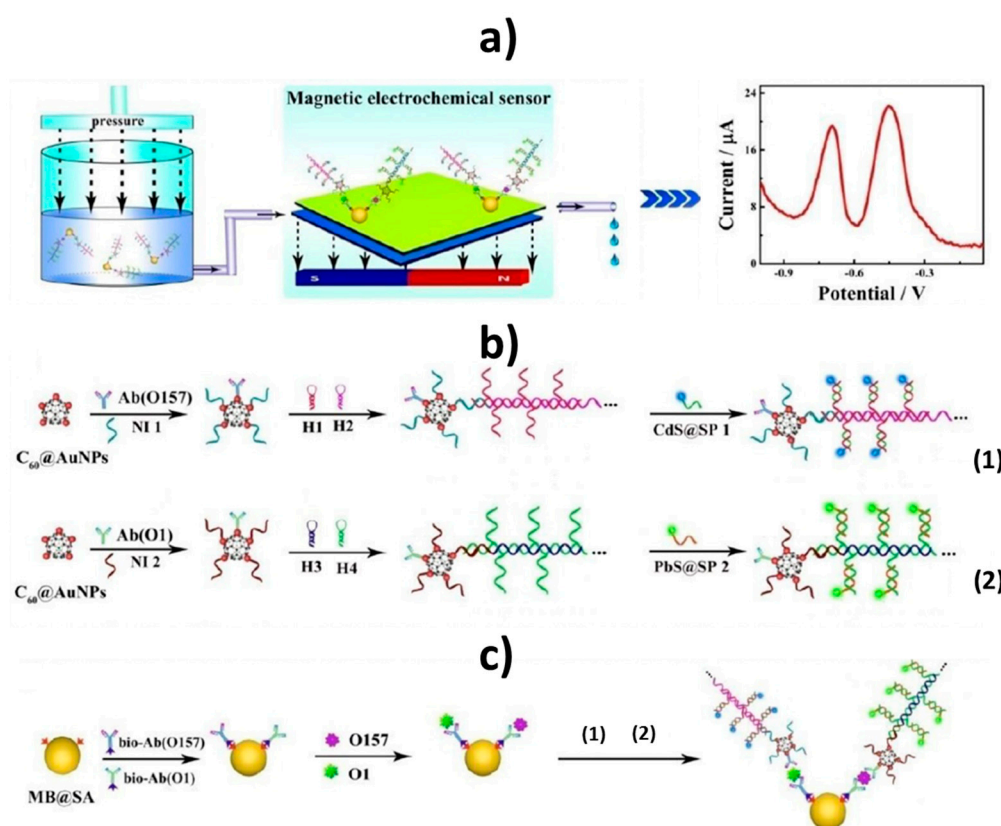 a)
pressure
Magnetic electrochemical sensor
S
N
Current / μA
24
16
8
0
-0.9
-0.6
-0.3
Potential / V
b)
C60@AuNPs
Ab(O157)
NI 1
H1 H2
...
CdS@SP 1
...
(1)
C60@AuNPs
Ab(O1)
NI 2
H3 H4
...
PbS@SP 2
...
(2)
c)
MB@SA
bio-Ab(O157)
bio-Ab(O1)
O157
O1
(1) (2)
...
...